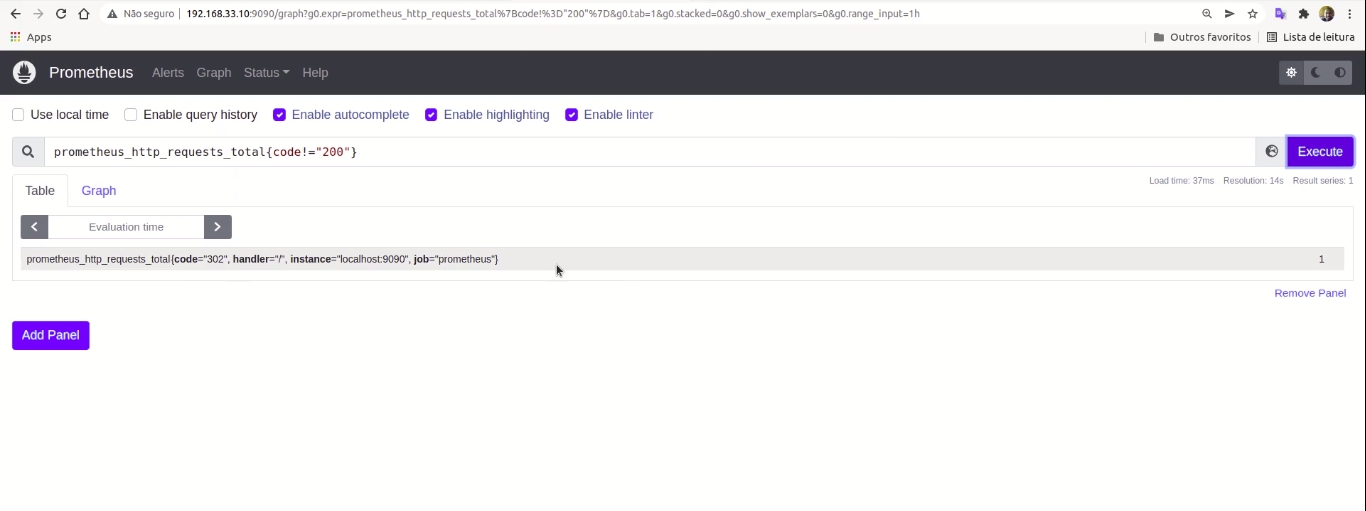 Não seguro 192.168.33.10:9090/graph?g0.expr=prometheus_http_requests_total%7Bcode!%3D"200"%7D&g0.tab=1&g0.stacked=0&g0.show_exemplars=0&g0.range_input=1h
Apps Outros favoritos Lista de leitura
Prometheus Alerts Graph Status Help
Use local time Enable query history Enable autocomplete Enable highlighting Enable linter
prometheus_http_requests_total{code!="200"} Execute
Table Graph Load time: 37ms Resolution: 14s Result series: 1
Evaluation time
prometheus_http_requests_total{code="302", handler="/", instance="localhost:9090", job="prometheus"} 1
Remove Panel
Add Panel